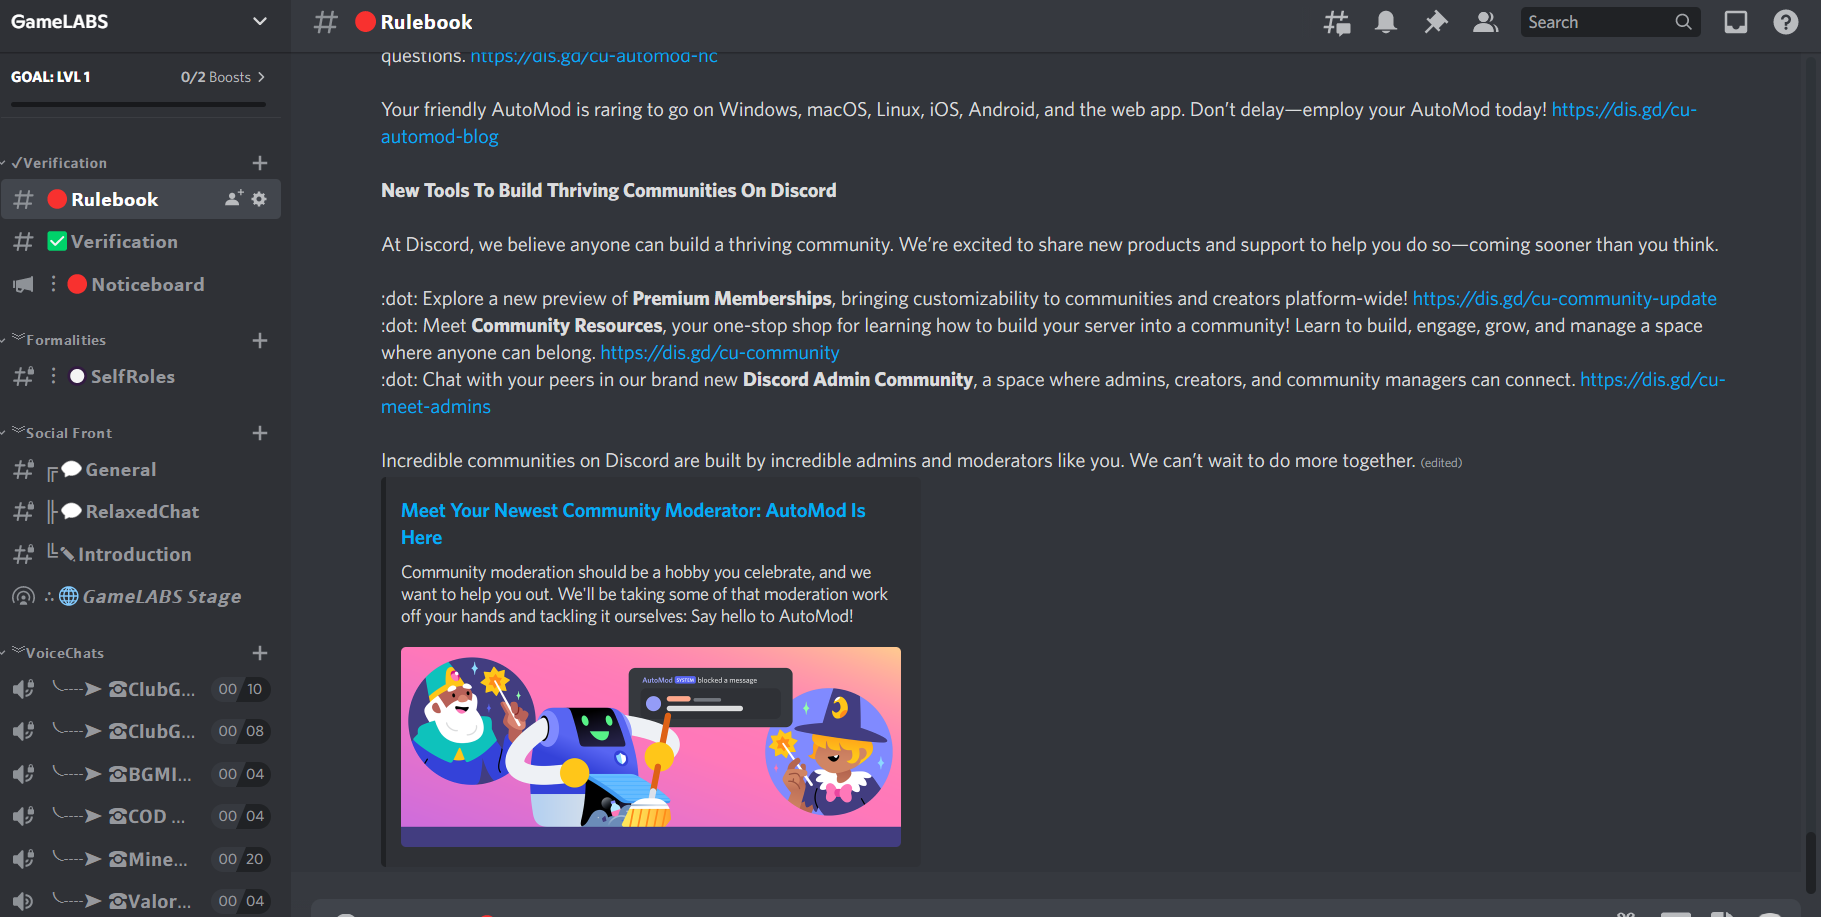 GameLABS
GOAL: LVL 1 0/2 Boosts
✓Verification
Rulebook
Verification
Noticeboard
Formalities
SelfRoles
Social Front
General
RelaxedChat
Introduction
GameLABS Stage
VoiceChats
ClubG... 00 10
ClubG... 00 08
BGMI... 00 04
COD ... 00 04
Mine... 00 20
Valor... 00 04
Rulebook
Search
questions. https://dis.gd/cu-automod-hc
Your friendly AutoMod is raring to go on Windows, macOS, Linux, iOS, Android, and the web app. Don’t delay—employ your AutoMod today! https://dis.gd/cu-
automod-blog
New Tools To Build Thriving Communities On Discord
At Discord, we believe anyone can build a thriving community. We’re excited to share new products and support to help you do so—coming sooner than you think.
:dot: Explore a new preview of Premium Memberships, bringing customizability to communities and creators platform-wide! https://dis.gd/cu-community-update
:dot: Meet Community Resources, your one-stop shop for learning how to build your server into a community! Learn to build, engage, grow, and manage a space
where anyone can belong. https://dis.gd/cu-community
:dot: Chat with your peers in our brand new Discord Admin Community, a space where admins, creators, and community managers can connect. https://dis.gd/cu-
meet-admins
Incredible communities on Discord are built by incredible admins and moderators like you. We can’t wait to do more together. (edited)
Meet Your Newest Community Moderator: AutoMod Is
Here
Community moderation should be a hobby you celebrate, and we
want to help you out. We'll be taking some of that moderation work
off your hands and tackling it ourselves: Say hello to AutoMod!
AutoMod SYSTEM blocked a message